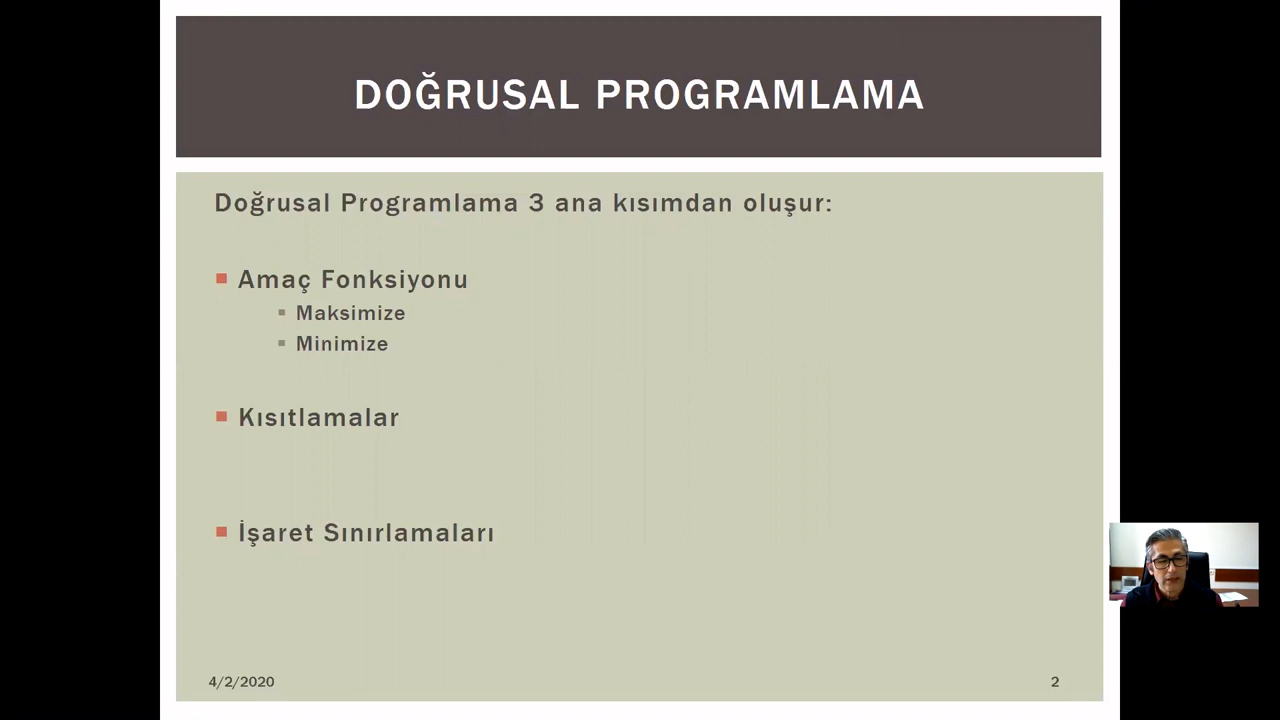 DOĞRUSAL PROGRAMLAMA
Doğrusal Programlama 3 ana kısımdan oluşur:
Amaç Fonksiyonu
Maksimize
Minimize
Kısıtlamalar
İşaret Sınırlamaları
4/2/2020
2